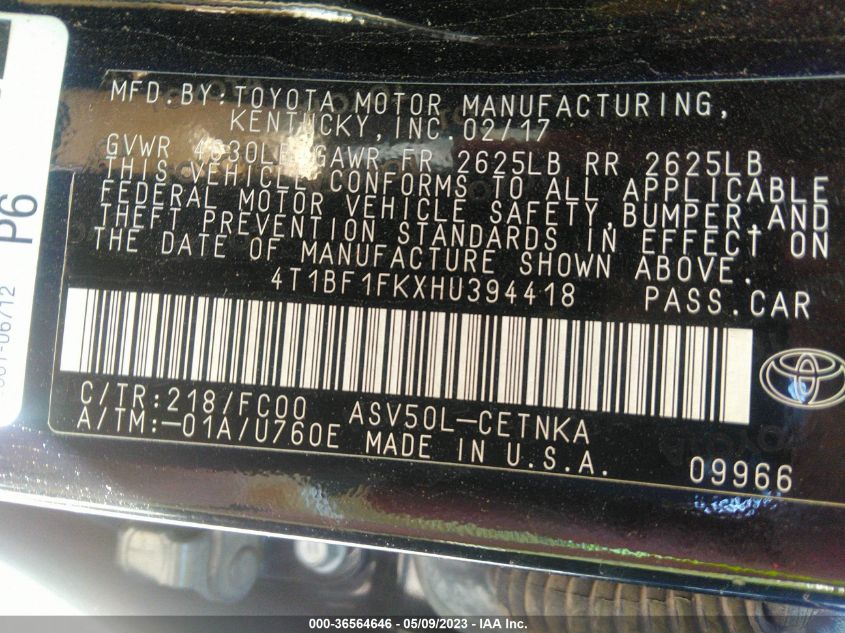 MFD.BY:TOYOTA MOTOR MANUFACTURING,
KENTUCKY,INC 02/17
GVWR GAWR FR 2625LB RR 2625LB
THIS VEHICLE CONFORMS TO ALL APPLICABLE
FEDERAL MOTOR VEHICLE SAFETY,BUMPER,AND
THEFT PREVENTION STANDARDS IN EFFECT ON
THE DATE OF MANUFACTURE SHOWN ABOVE.
4T1BF1FKXHU394418 PASS.CAR
C/TR:218/FC00 ASV50L-CETNKA
A/TM:-01A/U760E MADE IN U.S.A.
09966
P6
000-36564646 - 05/09/2023 - IAA Inc.